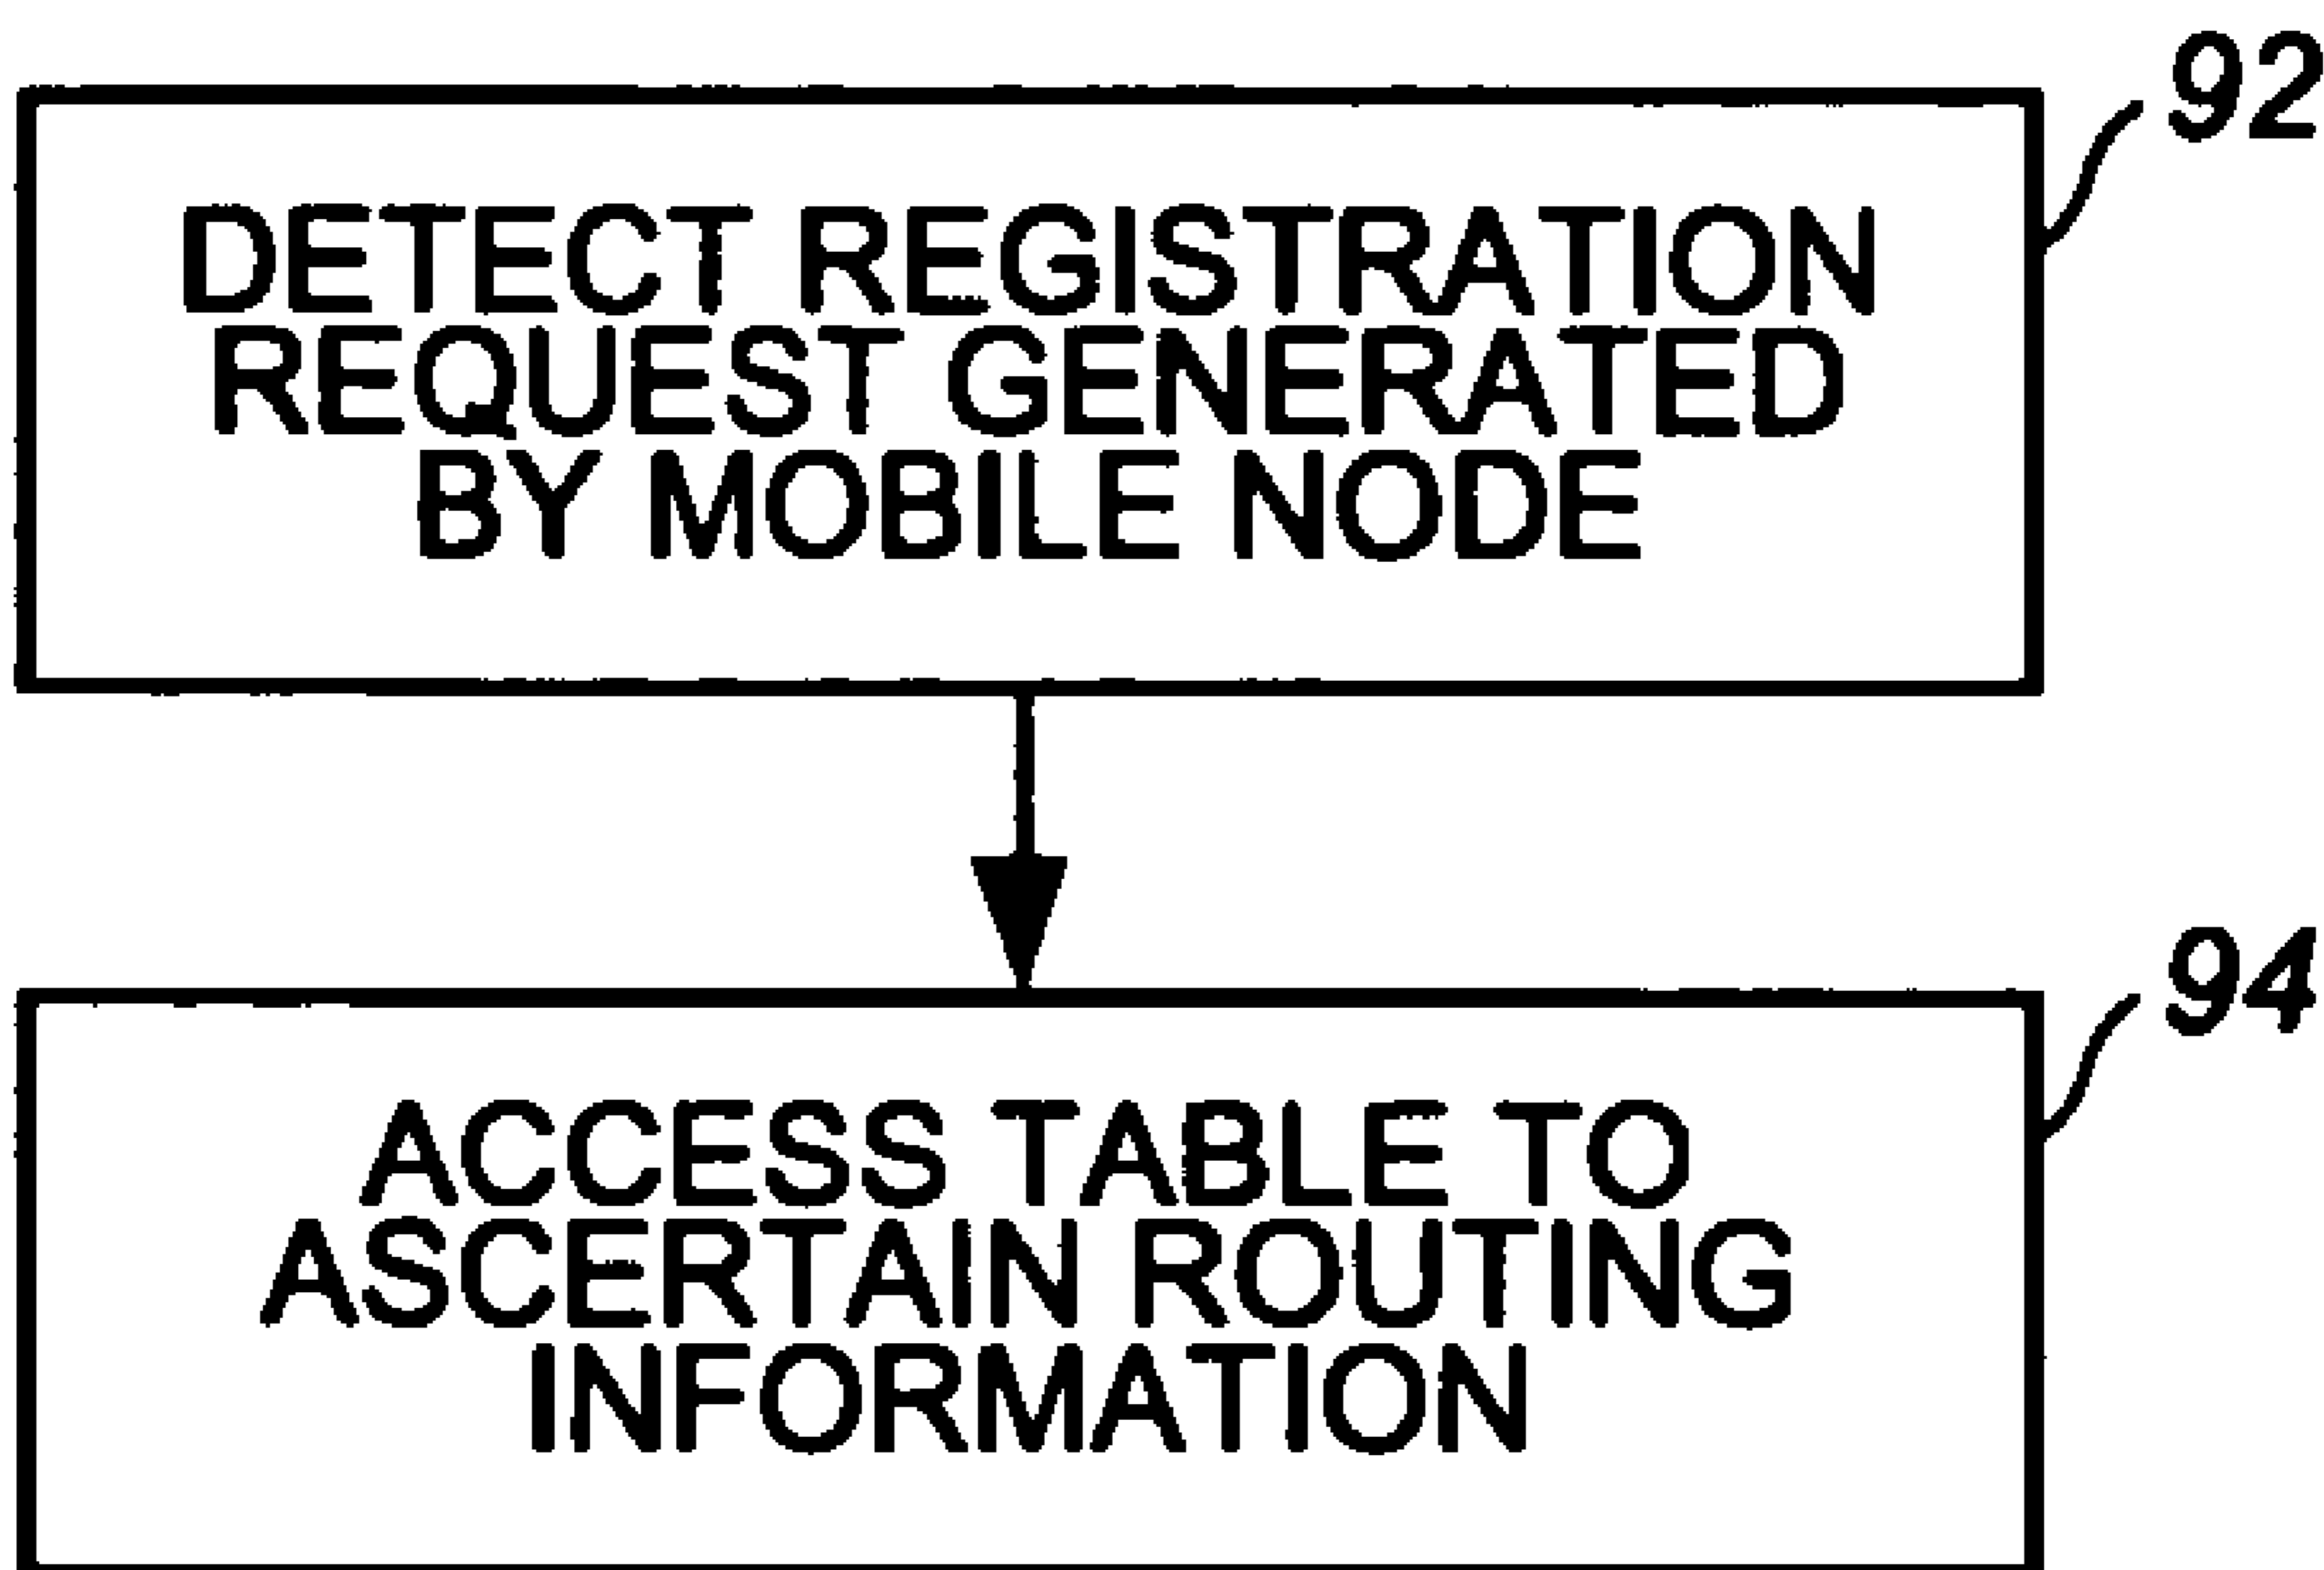 92
DETECT REGISTRATION
REQUEST GENERATED
BY MOBILE NODE
94
ACCESS TABLE TO
ASCERTAIN ROUTING
INFORMATION